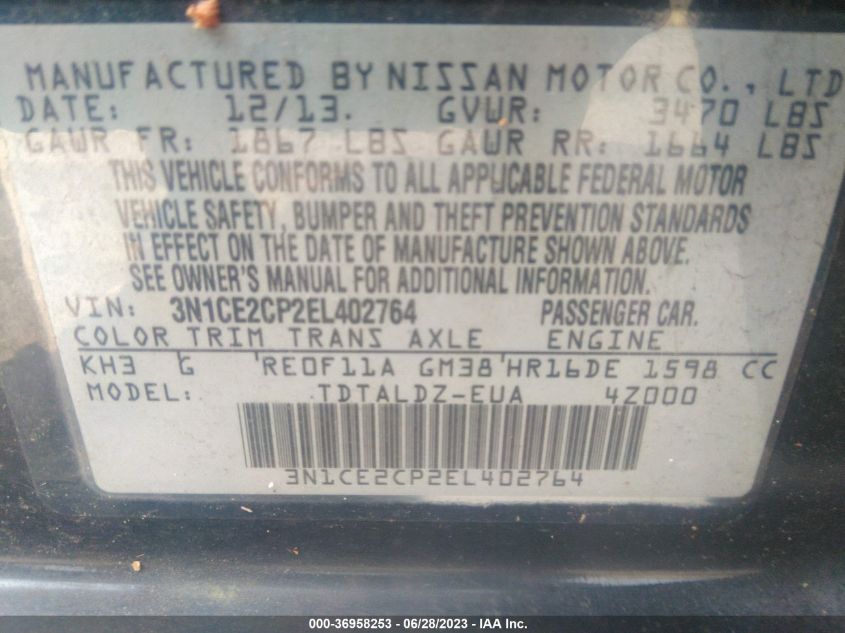 MANUFACTURED BY NISSAN MOTOR CO., LTD
DATE: 12/13. GVWR: 3470 LBS
GAWR FR: 1867 LBS GAWR RR: 1664 LBS
THIS VEHICLE CONFORMS TO ALL APPLICABLE FEDERAL MOTOR
VEHICLE SAFETY, BUMPER AND THEFT PREVENTION STANDARDS
IN EFFECT ON THE DATE OF MANUFACTURE SHOWN ABOVE.
SEE OWNER'S MANUAL FOR ADDITIONAL INFORMATION.
VIN: 3N1CE2CP2EL402764 PASSENGER CAR.
COLOR TRIM TRANS AXLE ENGINE
KH3 G RE0F11A GM38 HR16DE 1598 CC
MODEL: TDTALDZ-EUA 4Z000
3N1CE2CP2EL402764
000-36958253 - 06/28/2023 - IAA Inc.